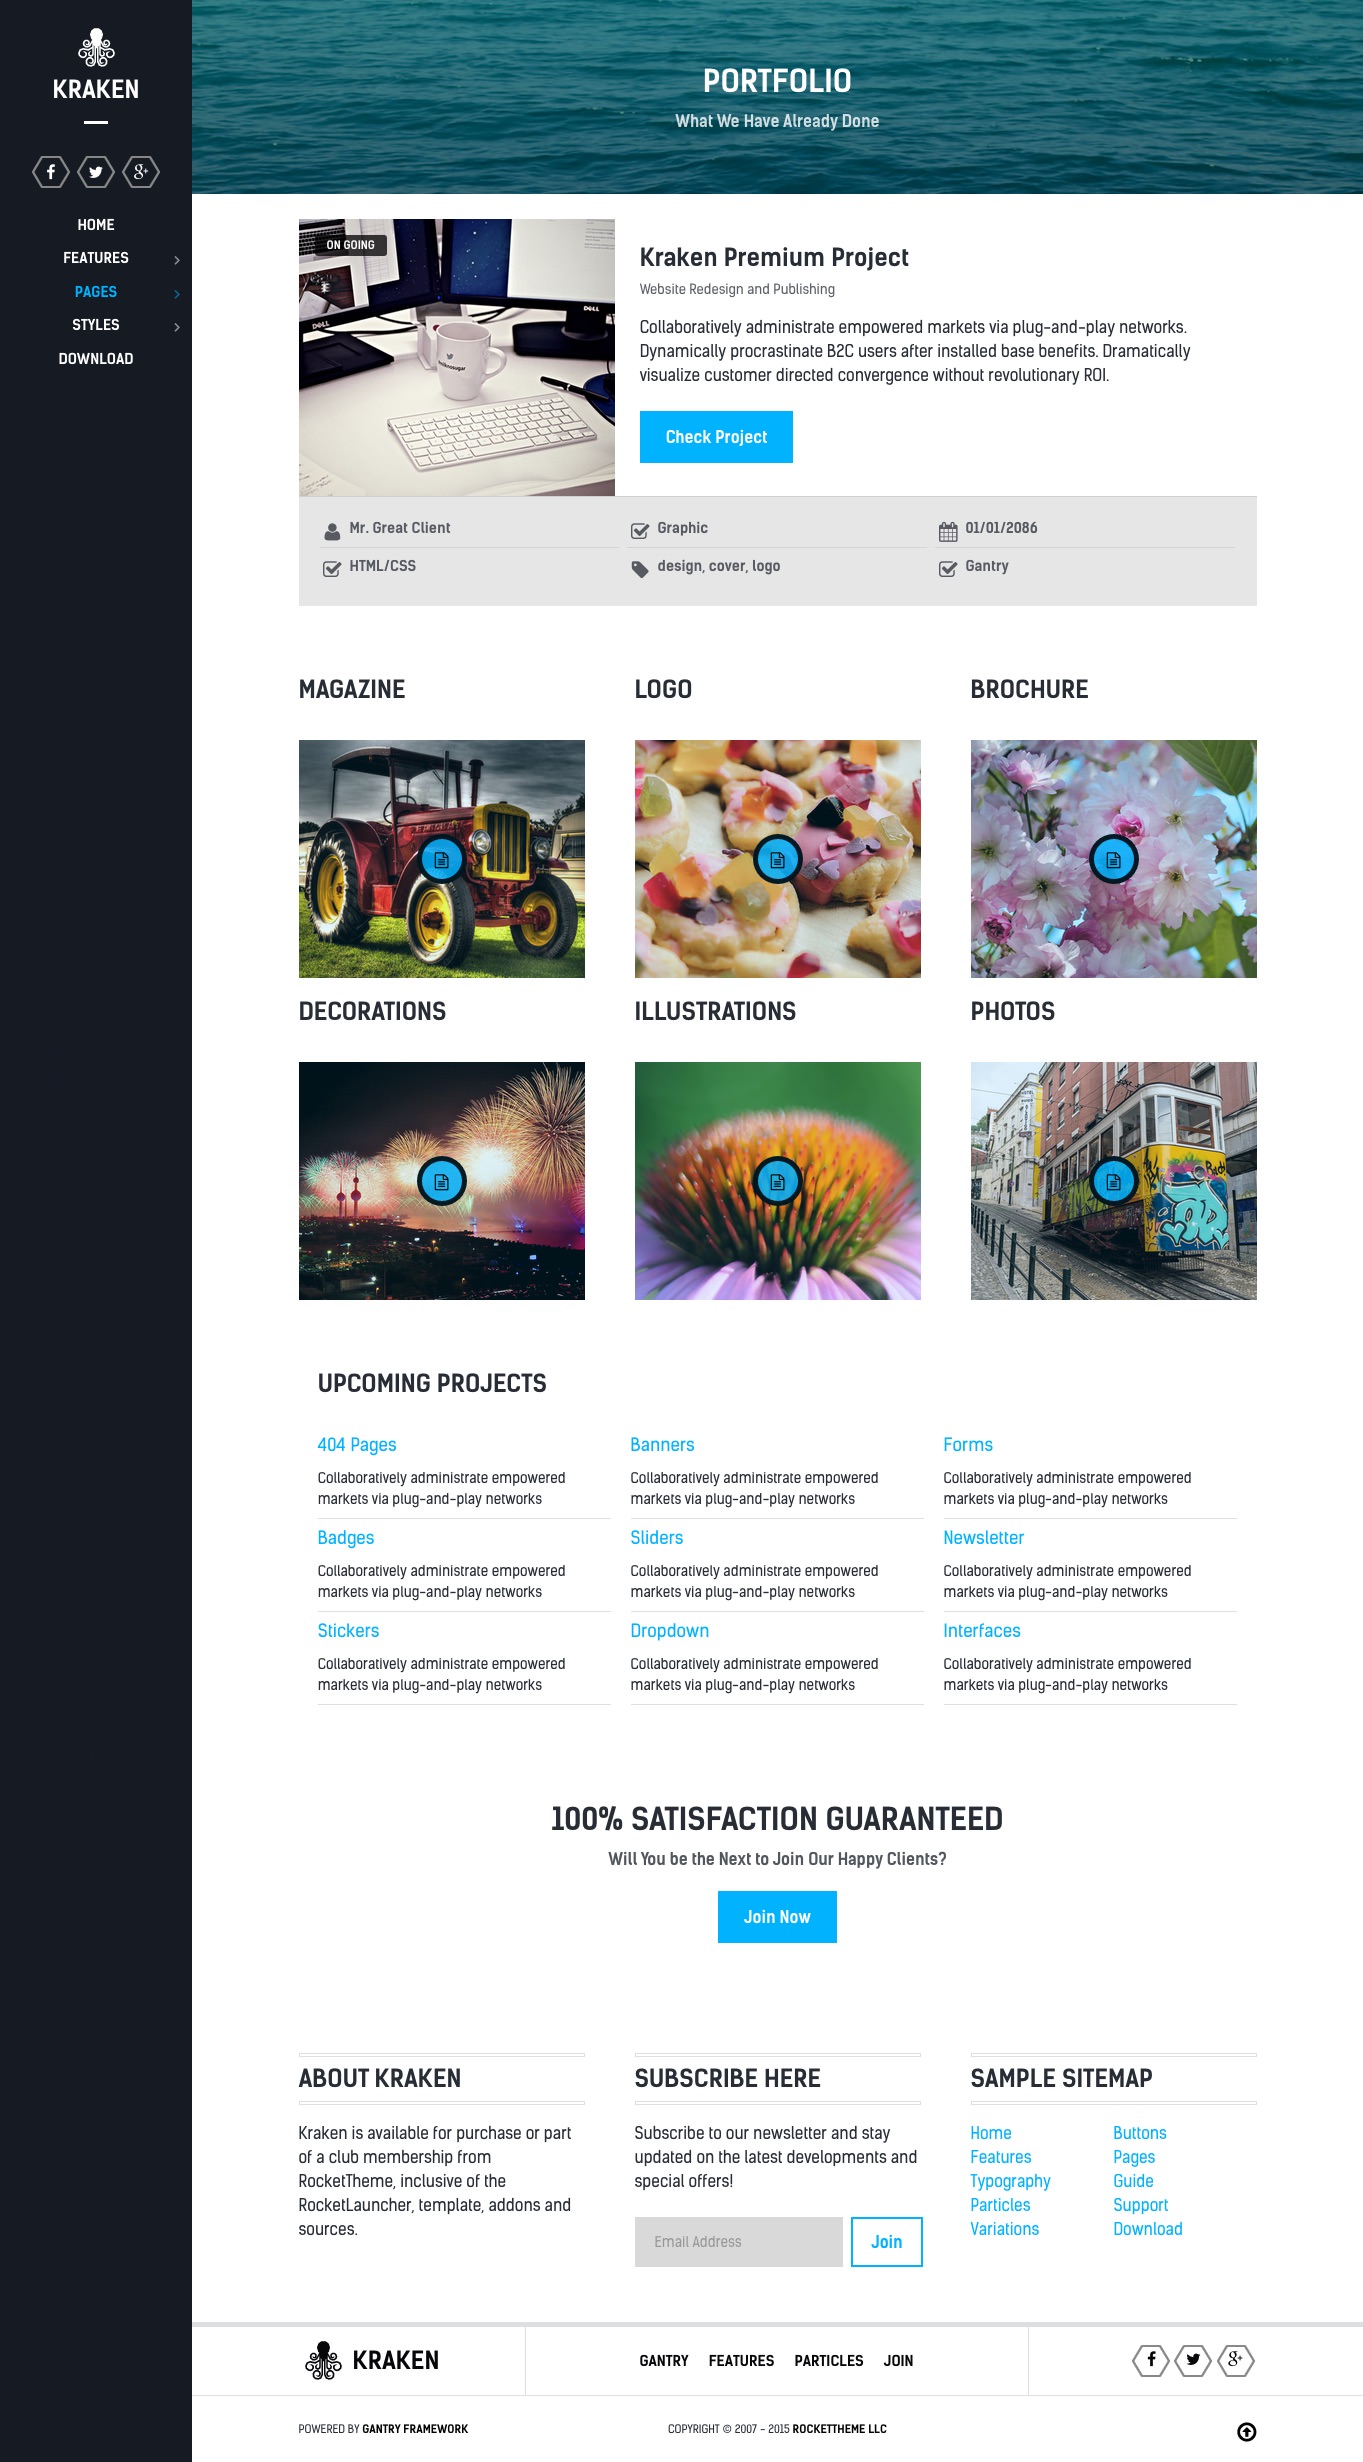 KRAKEN
HOME
FEATURES
PAGES
STYLES
DOWNLOAD
PORTFOLIO
What We Have Already Done
ON GOING
DELL
DELL
Kraken Premium Project
Website Redesign and Publishing
Collaboratively administrate empowered markets via plug-and-play networks.
Dynamically procrastinate B2C users after installed base benefits. Dramatically
visualize customer directed convergence without revolutionary ROI.
Check Project
Mr. Great Client
Graphic
01/01/2086
HTML/CSS
design, cover, logo
Gantry
MAGAZINE
LOGO
BROCHURE
DECORATIONS
ILLUSTRATIONS
PHOTOS
UPCOMING PROJECTS
404 Pages
Banners
Forms
Collaboratively administrate empowered
markets via plug-and-play networks
Collaboratively administrate empowered
markets via plug-and-play networks
Collaboratively administrate empowered
markets via plug-and-play networks
Badges
Sliders
Newsletter
Collaboratively administrate empowered
markets via plug-and-play networks
Collaboratively administrate empowered
markets via plug-and-play networks
Collaboratively administrate empowered
markets via plug-and-play networks
Stickers
Dropdown
Interfaces
Collaboratively administrate empowered
markets via plug-and-play networks
Collaboratively administrate empowered
markets via plug-and-play networks
Collaboratively administrate empowered
markets via plug-and-play networks
100% SATISFACTION GUARANTEED
Will You be the Next to Join Our Happy Clients?
Join Now
ABOUT KRAKEN
Kraken is available for purchase or part
of a club membership from
RocketTheme, inclusive of the
RocketLauncher, template, addons and
sources.
SUBSCRIBE HERE
Subscribe to our newsletter and stay
updated on the latest developments and
special offers!
Email Address
Join
SAMPLE SITEMAP
Home
Features
Typography
Particles
Variations
Buttons
Pages
Guide
Support
Download
KRAKEN
GANTRY FEATURES PARTICLES JOIN
POWERED BY GANTRY FRAMEWORK
COPYRIGHT © 2007 - 2015 ROCKETTHEME LLC